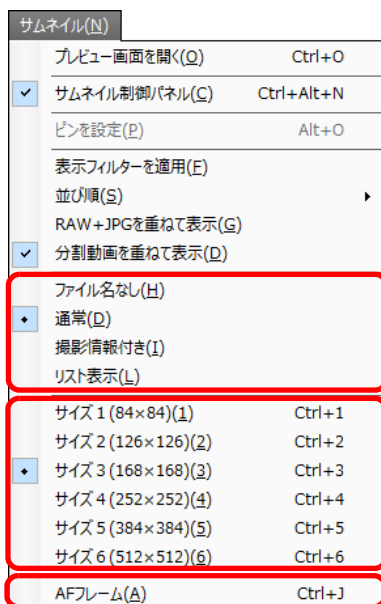 サムネイル(N)
プレビュー画面を開く(O) Ctrl+O
サムネイル制御パネル(C) Ctrl+Alt+N
ピンを設定(P) Alt+O
表示フィルターを適用(F)
並び順(S)
RAW+JPGを重ねて表示(G)
分割動画を重ねて表示(D)
ファイル名なし(H)
通常(D)
撮影情報付き(I)
リスト表示(L)
サイズ1(84×84)(1) Ctrl+1
サイズ2(126×126)(2) Ctrl+2
サイズ3(168×168)(3) Ctrl+3
サイズ4(252×252)(4) Ctrl+4
サイズ5(384×384)(5) Ctrl+5
サイズ6(512×512)(6) Ctrl+6
AFフレーム(A) Ctrl+J